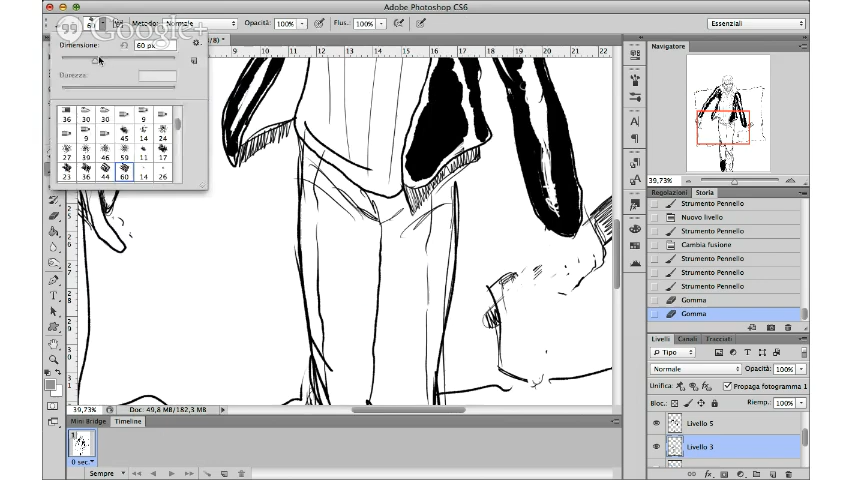 Adobe Photoshop CS6
Google+
60
Metodo: Normale
Opacità: 100%
Flus.: 100%
Essenziali
Dimensione: 60 px
Durezza:
36 30 30 9
9 45 14 24
27 39 46 59 11 17
23 36 44 60 14 26
9 10 11 12 13 14 15 16 17 18 19 20 21 22
Navigatore
39,73%
Regolazioni Storia
Strumento Pennello
Nuovo livello
Strumento Pennello
Cambia fusione
Strumento Pennello
Strumento Pennello
Strumento Pennello
Gomma
Gomma
Livelli Canali Tracciati
Tipo
Normale Opacità: 100%
Unifica: Propaga fotogramma 1
Bloc.: Riemp.: 100%
Livello 5
Livello 3
39,73% Doc: 49,8 MB/182,3 MB
Mini Bridge Timeline
1
0 sec.
Sempre